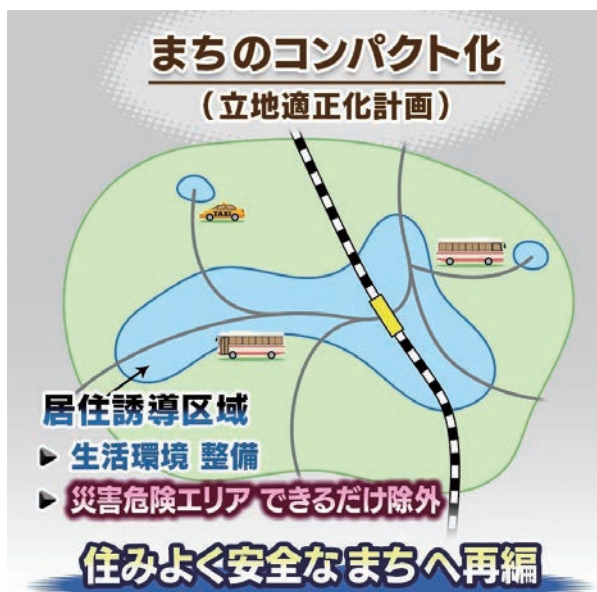 まちのコンパクト化
（立地適正化計画）
TAXI
居住誘導区域
▶ 生活環境 整備
▶ 災害危険エリア できるだけ除外
住みよく安全なまちへ再編